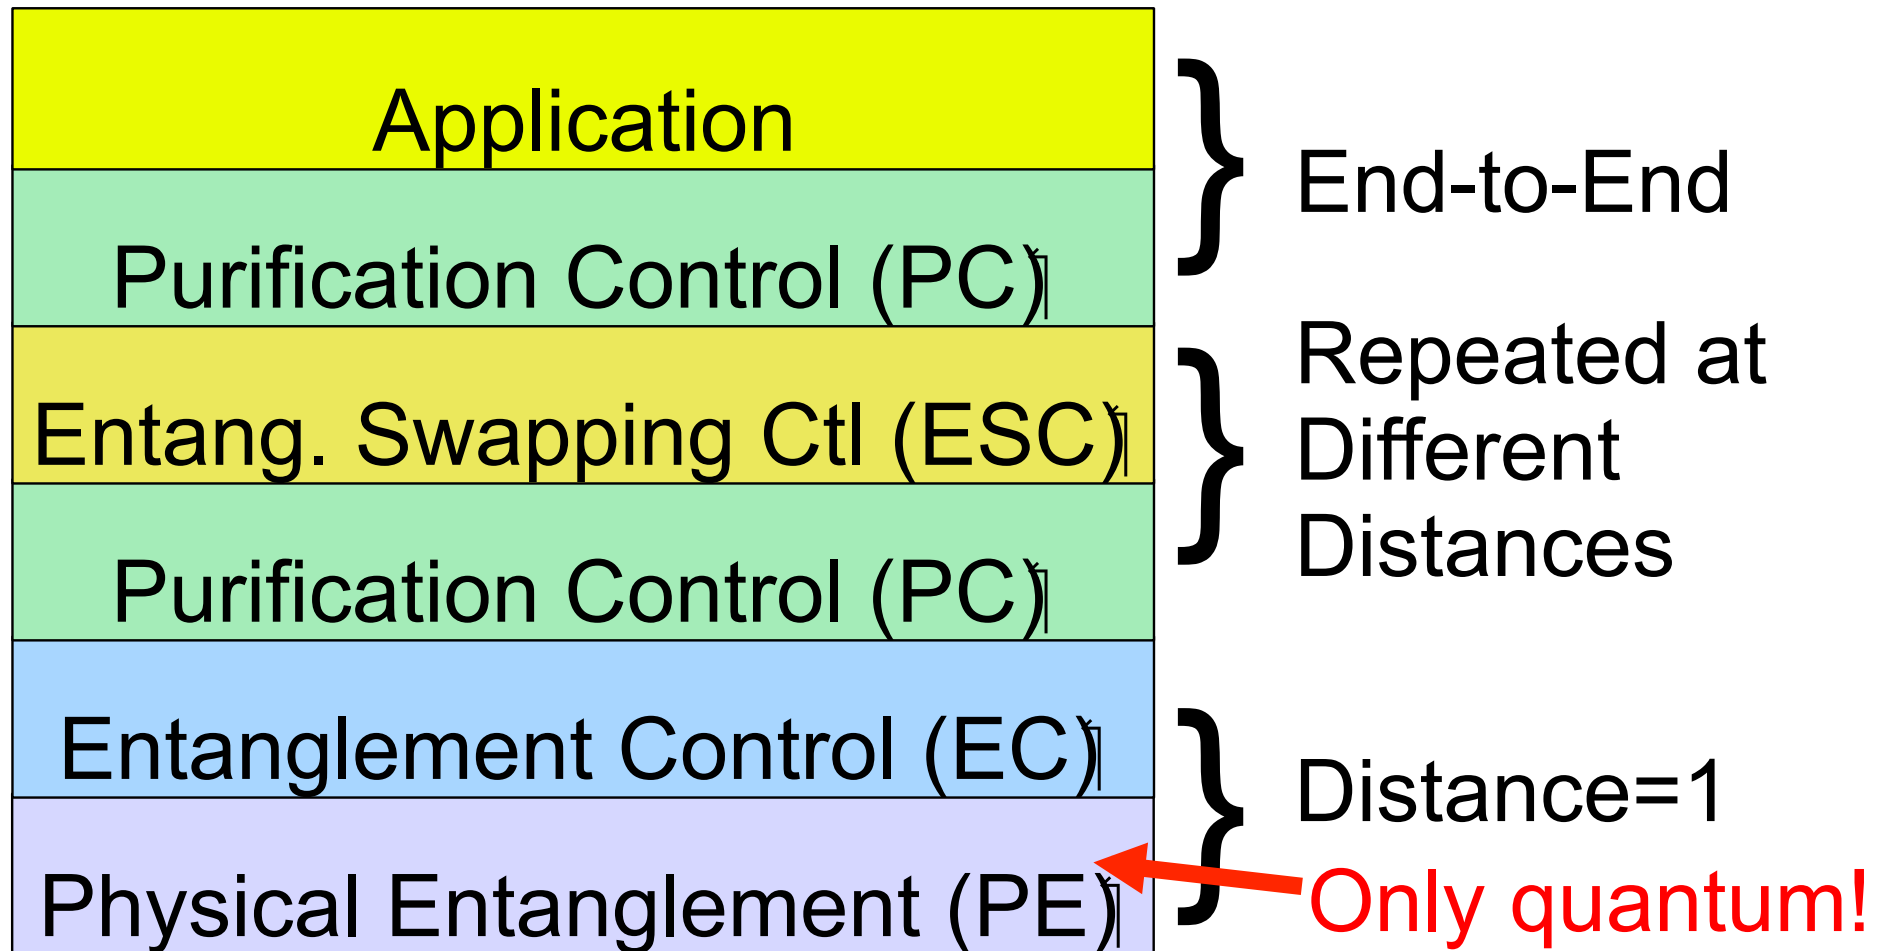 Application
Purification Control (PC)
Entang. Swapping Ctl (ESC)
Purification Control (PC)
Entanglement Control (EC)
Physical Entanglement (PE)
End-to-End
Repeated at
Different
Distances
Distance=1
Only quantum!